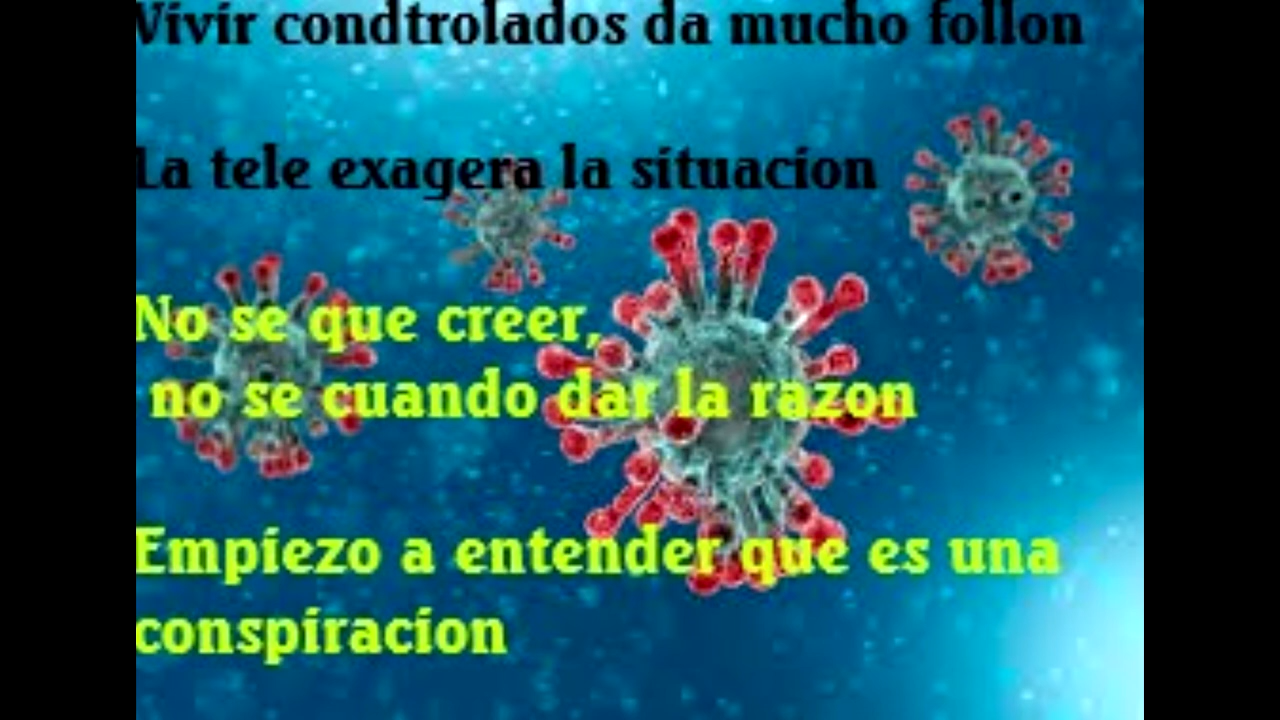 Vivir condtrolados da mucho follon
La tele exagera la situacion
No se que creer,
no se cuando dar la razon
Empiezo a entender que es una
conspiracion